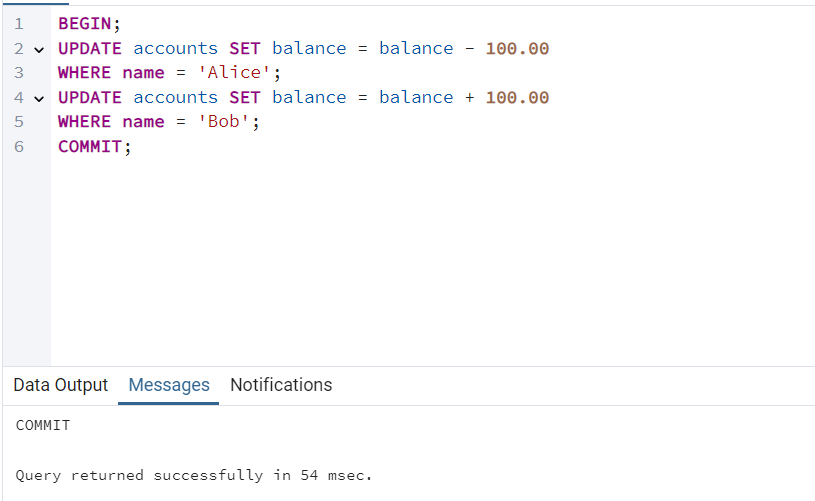 1 BEGIN;
2 UPDATE accounts SET balance = balance - 100.00
3 WHERE name = 'Alice';
4 UPDATE accounts SET balance = balance + 100.00
5 WHERE name = 'Bob';
6 COMMIT;
Data Output Messages Notifications
COMMIT
Query returned successfully in 54 msec.